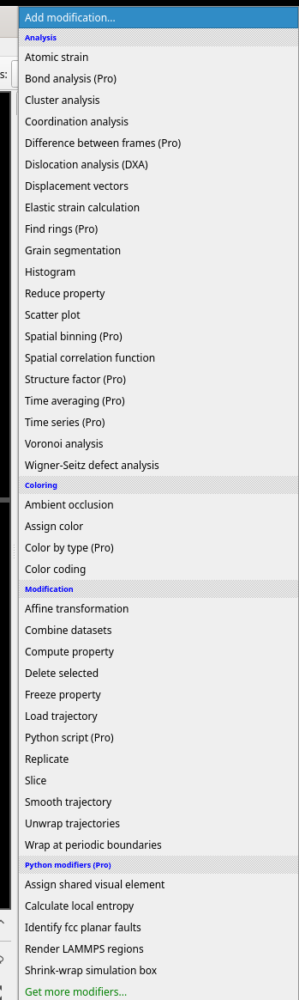 Add modification...
Analysis
s:
Atomic strain
Bond analysis (Pro)
Cluster analysis
Coordination analysis
Difference between frames (Pro)
Dislocation analysis (DXA)
Displacement vectors
Elastic strain calculation
Find rings (Pro)
Grain segmentation
Histogram
Reduce property
Scatter plot
Spatial binning (Pro)
Spatial correlation function
Structure factor (Pro)
Time averaging (Pro)
Time series (Pro)
Voronoi analysis
Wigner-Seitz defect analysis
Coloring
Ambient occlusion
Assign color
Color by type (Pro)
Color coding
Modification
Affine transformation
Combine datasets
Compute property
Delete selected
Freeze property
Load trajectory
Python script (Pro)
Replicate
Slice
Smooth trajectory
Unwrap trajectories
Wrap at periodic boundaries
Python modifiers (Pro)
Assign shared visual element
Calculate local entropy
Identify fcc planar faults
Render LAMMPS regions
Shrink-wrap simulation box
Get more modifiers...